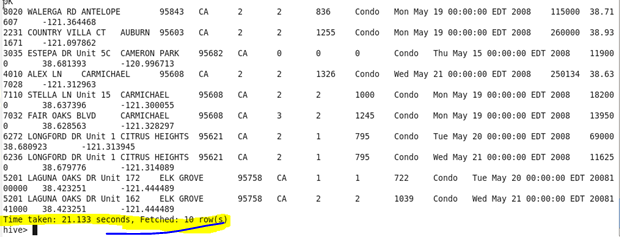 OK
8020 WALERGA RD ANTELOPE 95843 CA 2 2 836 Condo Mon May 19 00:00:00 EDT 2008 115000 38.71
607 -121.364468
2231 COUNTRY VILLA CT AUBURN 95603 CA 2 2 1255 Condo Mon May 19 00:00:00 EDT 2008 260000 38.93
1671 -121.097862
3035 ESTEPA DR Unit 5C CAMERON PARK 95682 CA 0 0 0 Condo Thu May 15 00:00:00 EDT 2008 11900
0 38.681393 -120.996713
4010 ALEX LN CARMICHAEL 95608 CA 2 2 1326 Condo Wed May 21 00:00:00 EDT 2008 250134 38.63
7028 -121.312963
7110 STELLA LN Unit 15 CARMICHAEL 95608 CA 2 2 1000 Condo Mon May 19 00:00:00 EDT 2008 18200
0 38.637396 -121.300055
7032 FAIR OAKS BLVD CARMICHAEL 95608 CA 3 2 1245 Condo Mon May 19 00:00:00 EDT 2008 13950
0 38.628563 -121.328297
6272 LONGFORD DR Unit 1 CITRUS HEIGHTS 95621 CA 2 1 795 Condo Tue May 20 00:00:00 EDT 2008 69000
38.680923 -121.313945
6236 LONGFORD DR Unit 1 CITRUS HEIGHTS 95621 CA 2 1 795 Condo Wed May 21 00:00:00 EDT 2008 11625
0 38.679776 -121.314089
5201 LAGUNA OAKS DR Unit 172 ELK GROVE 95758 CA 1 1 722 Condo Tue May 20 00:00:00 EDT 20081
00000 38.423251 -121.444489
5201 LAGUNA OAKS DR Unit 162 ELK GROVE 95758 CA 2 2 1039 Condo Wed May 21 00:00:00 EDT 20081
41000 38.423251 -121.444489
Time taken: 21.133 seconds, Fetched: 10 row(s)
hive>